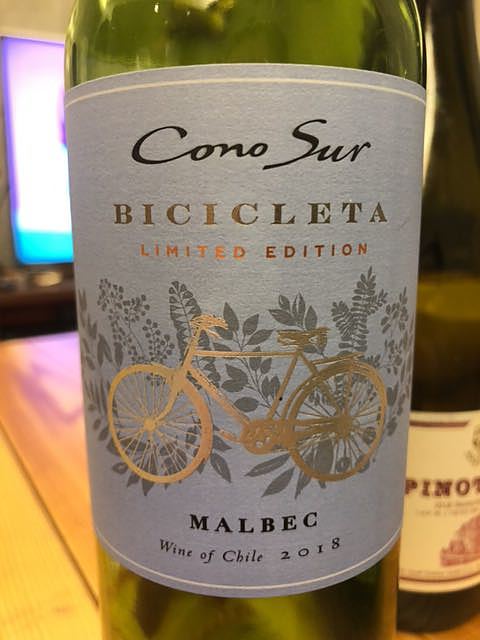 Cono Sur
BICICLETA
LIMITED EDITION
MALBEC
Wine of Chile 2018
PINOT